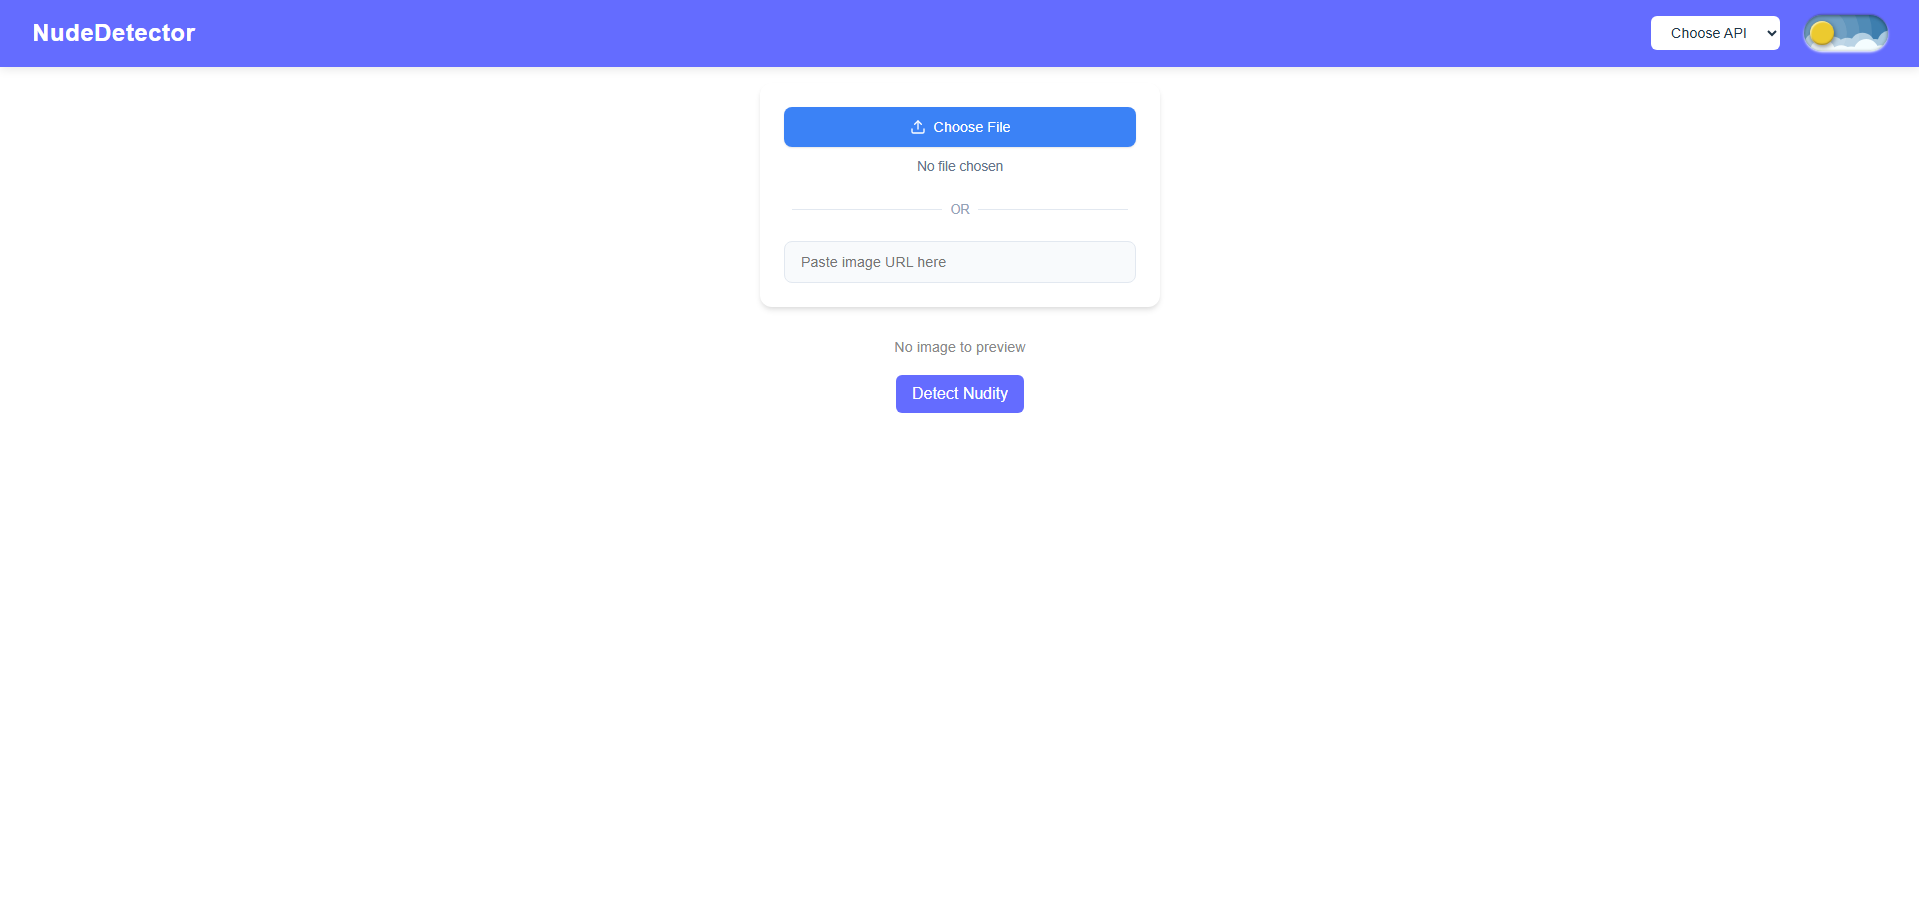 NudeDetector
Choose API
Choose File
No file chosen
OR
Paste image URL here
No image to preview
Detect Nudity